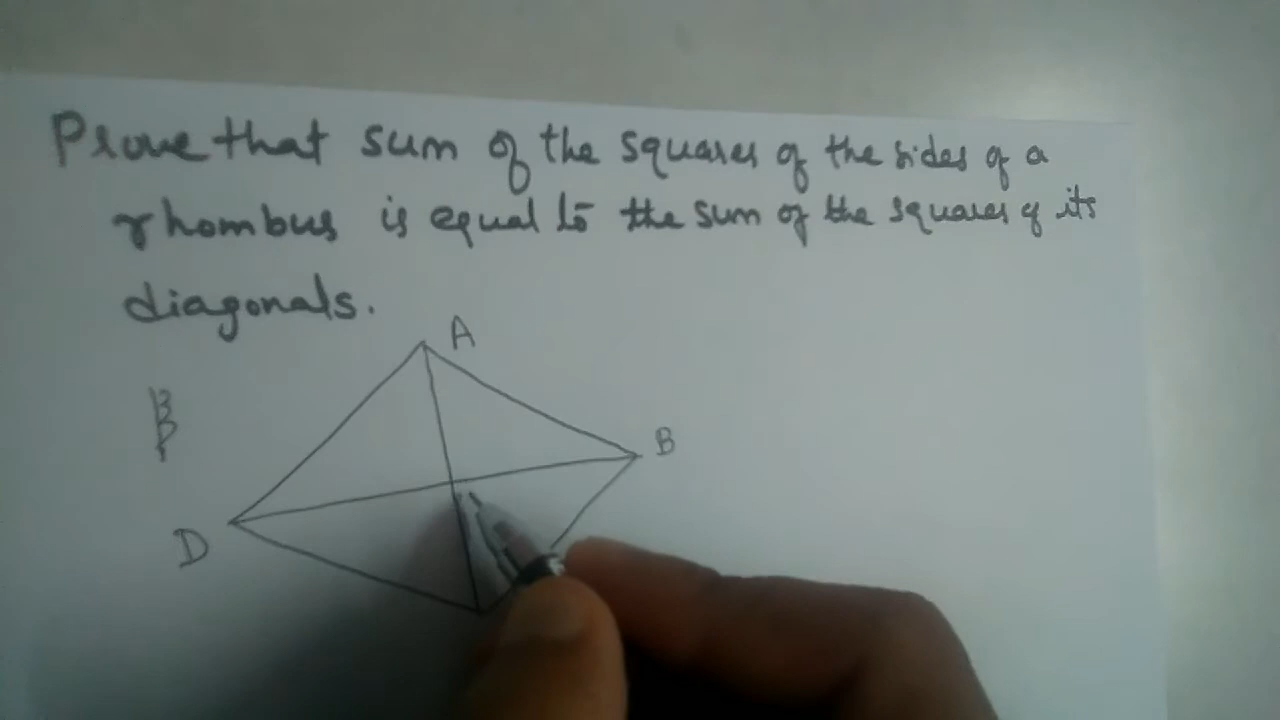 Prove that sum of the squares of the sides of a
rhombus is equal to the sum of the squares of its
diagonals.
A
B
D